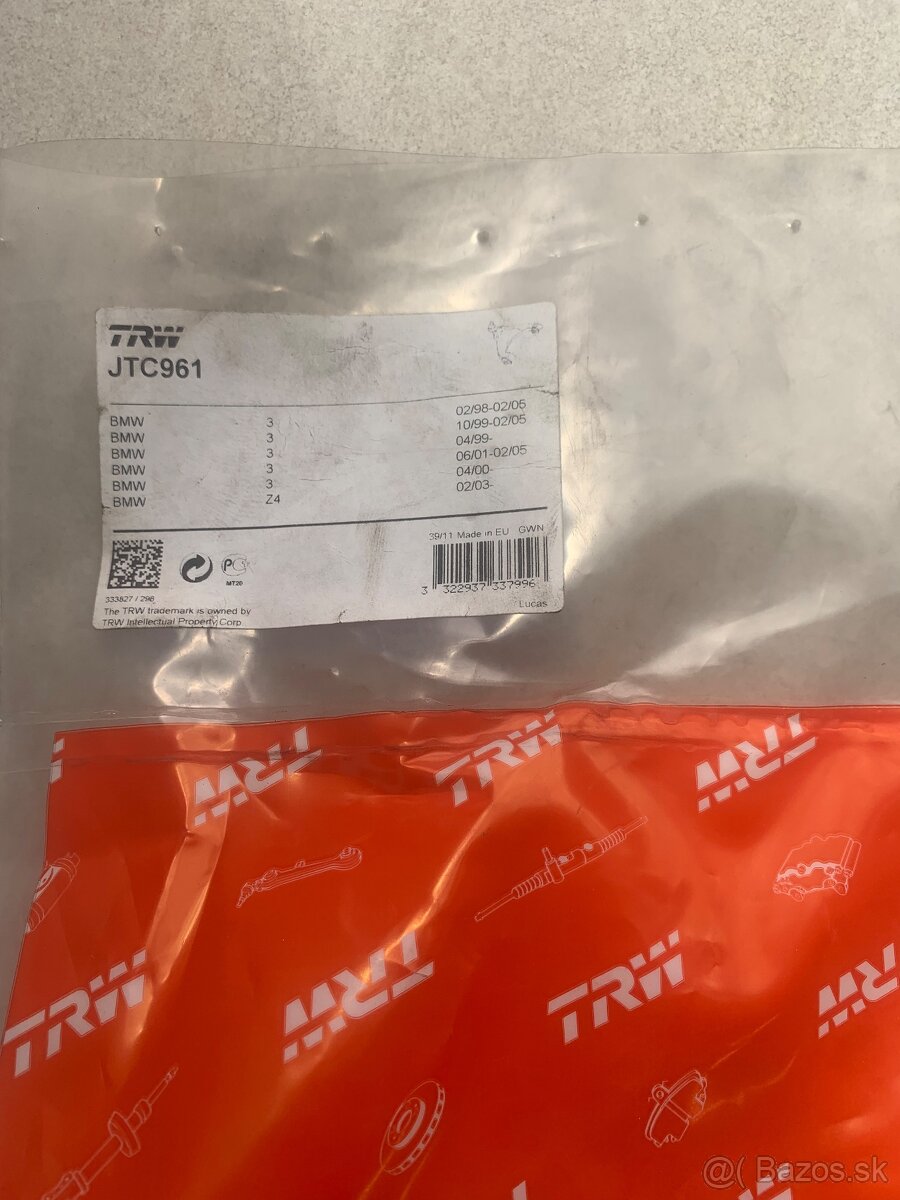 TRW
JTC961
BMW 3 02/98-02/05
BMW 3 10/99-02/05
BMW 3 04/99-
BMW 3 06/01-02/05
BMW 3 04/00-
BMW Z4 02/03-
39/11 Made in EU GWN
MT20
3 322937 337996
333827 / 296
Lucas
The TRW trademark is owned by
TRW Intellectual Property Corp
TRW TRW TRW
TRW TRW TRW TRW
@( Bazos.sk